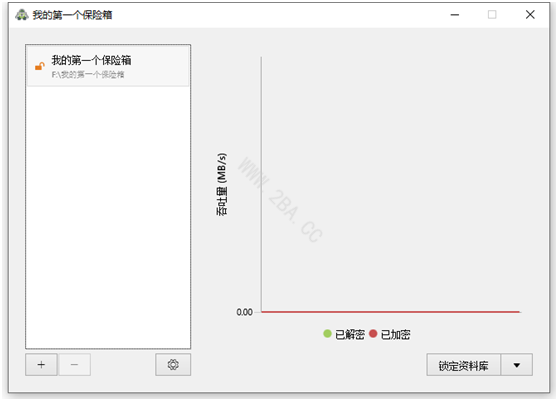 我的第一个保险箱
我的第一个保险箱
F:\我的第一个保险箱
吞吐量 (MB/s)
WWW.2BA.CC
0.00
已解密 已加密
+ −
锁定资料库